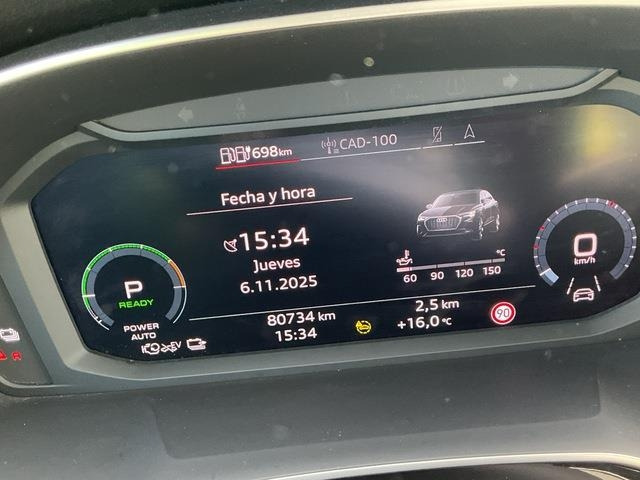 698km
CAD-100
Fecha y hora
15:34
Jueves
6.11.2025
°C
60 90 120 150
0
km/h
P
READY
POWER
AUTO
EV
80734 km
15:34
2,5 km
+16,0 °C
90